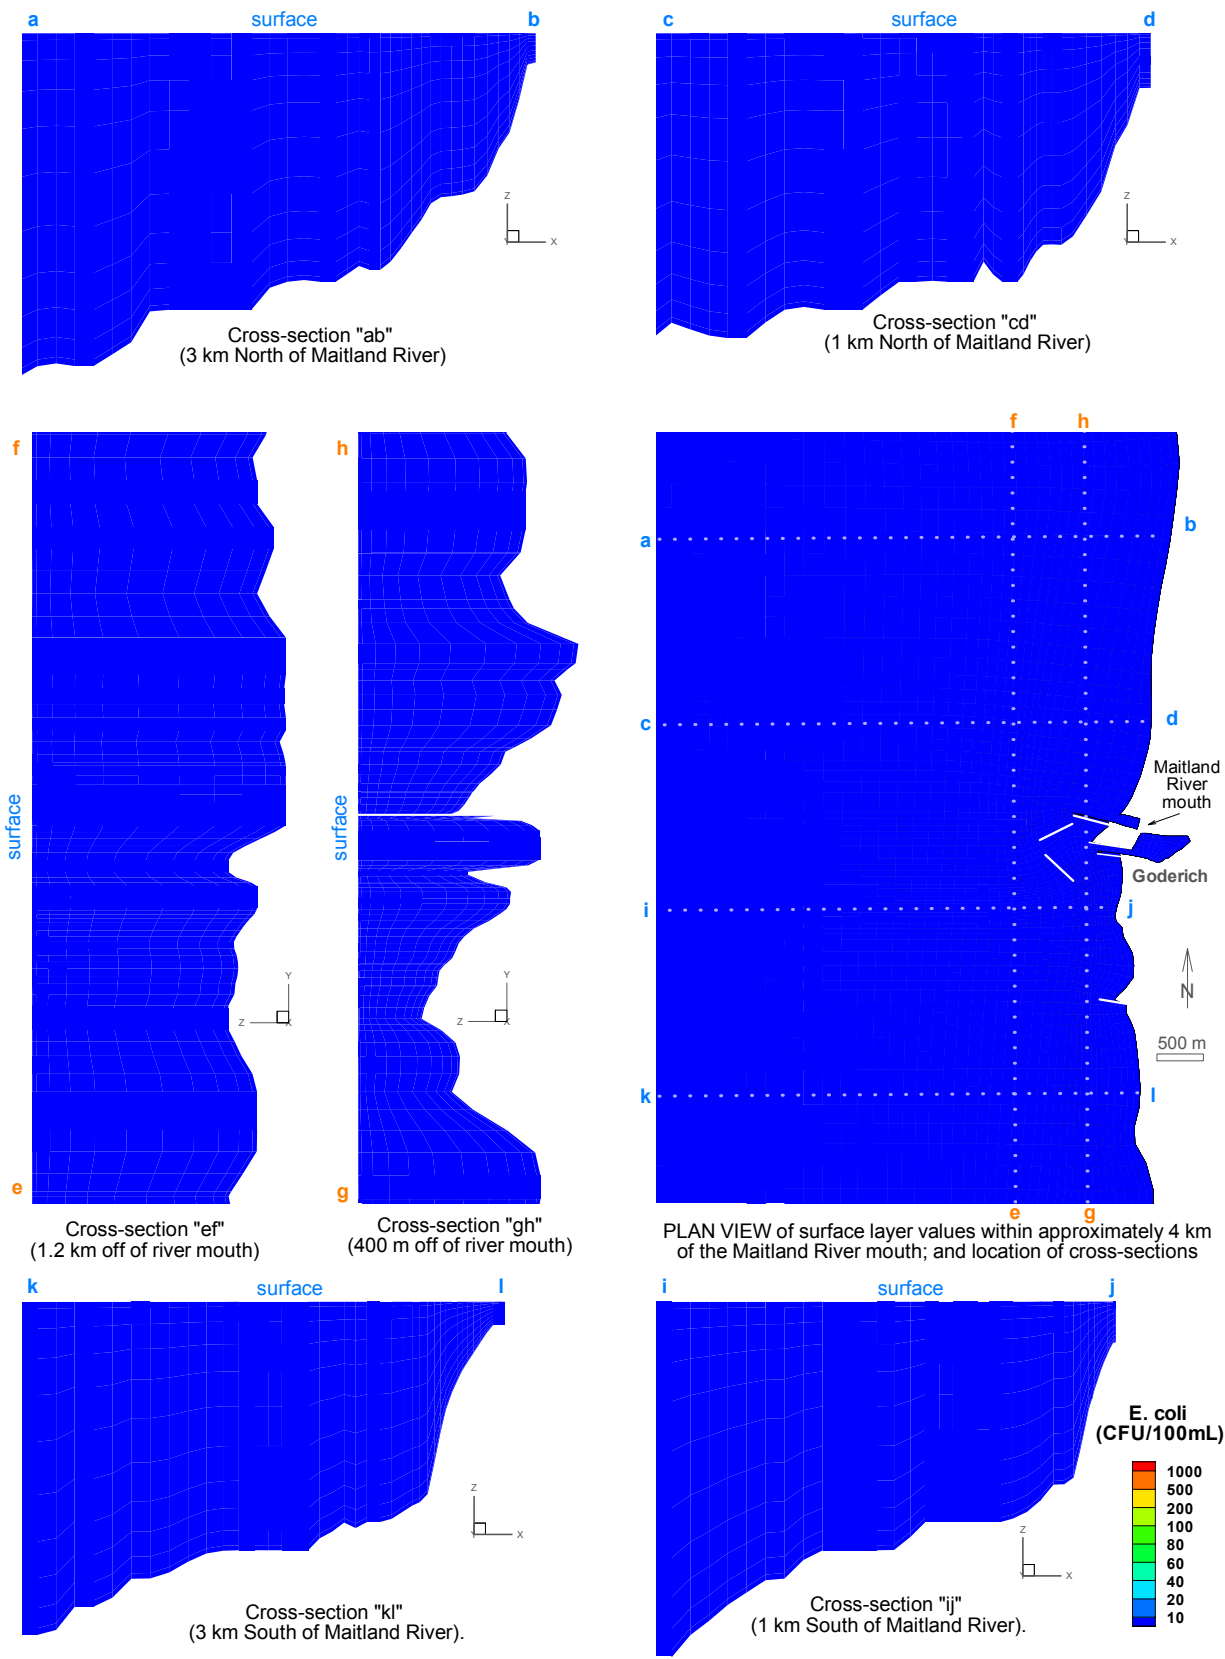 a surface b
c surface d
Z
X
Y
Z
X
Y
Cross-section "ab"
(3 km North of Maitland River)
Cross-section "cd"
(1 km North of Maitland River)
f
surface
e
Y
Z
X
Cross-section "ef"
(1.2 km off of river mouth)
h
surface
g
Y
Z
X
Cross-section "gh"
(400 m off of river mouth)
f h
a b
c d
Maitland
River
mouth
Goderich
i j
N
500 m
k l
e g
PLAN VIEW of surface layer values within approximately 4 km
of the Maitland River mouth; and location of cross-sections
k surface l
Z
X
Y
Cross-section "kl"
(3 km South of Maitland River).
i surface j
Z
X
Y
Cross-section "ij"
(1 km South of Maitland River).
E. coli
(CFU/100mL)
1000
500
200
100
80
60
40
20
10